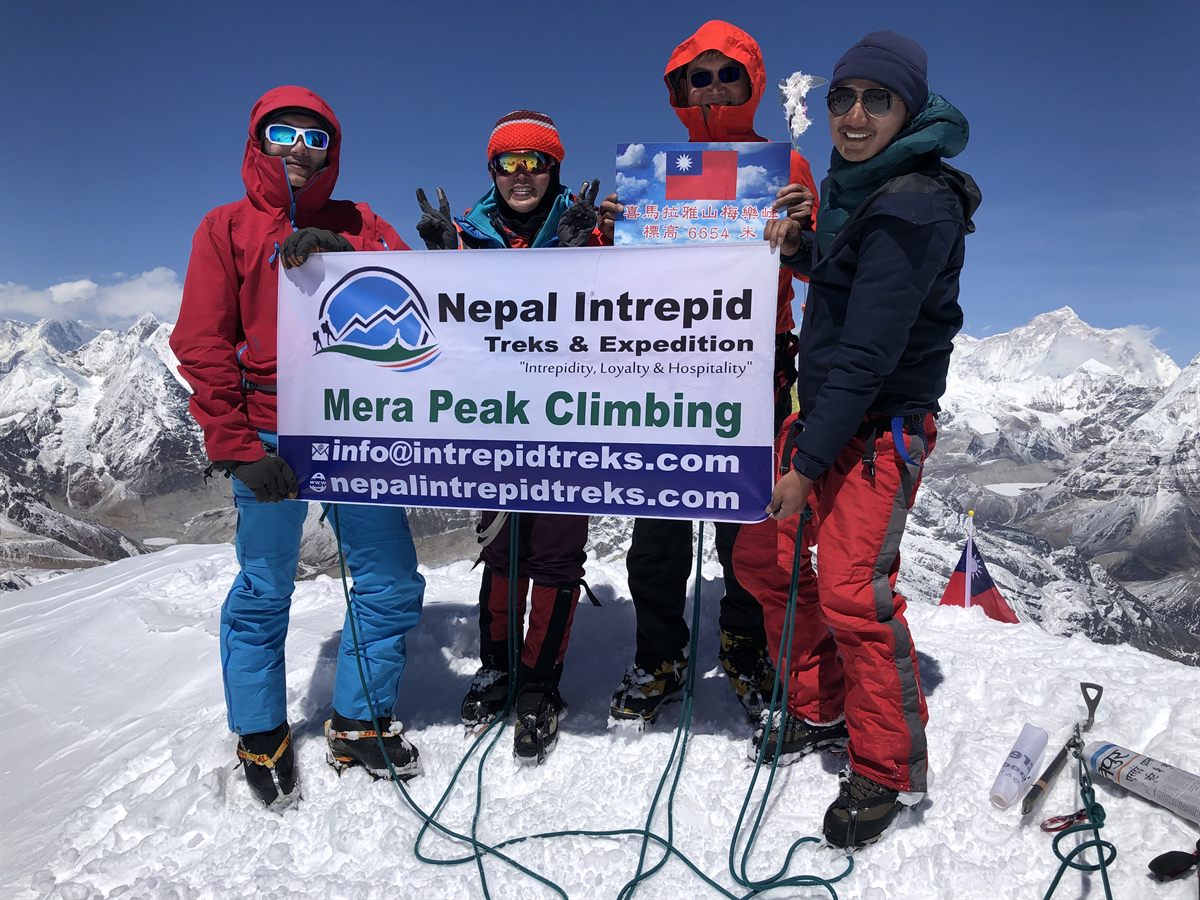 喜馬拉雅山梅樂峰
標高 6654 米
Nepal Intrepid
Treks & Expedition
"Intrepidity, Loyalty & Hospitality"
Mera Peak Climbing
info@intrepidtreks.com
www
nepalintrepidtreks.com